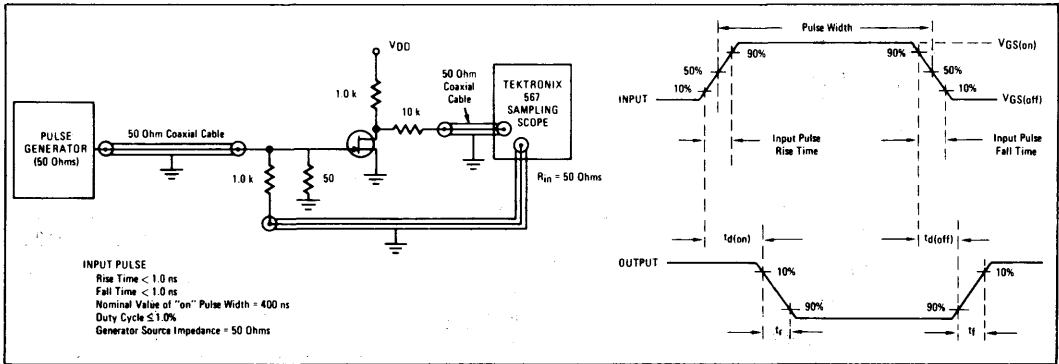 PULSE
GENERATOR
(50 Ohms)
50 Ohm Coaxial Cable
1.0 k
50
VDD
1.0 k
10 k
50 Ohm
Coaxial
Cable
TEKTRONIX
567
SAMPLING
SCOPE
Rin = 50 Ohms
INPUT PULSE
Rise Time < 1.0 ns
Fall Time < 1.0 ns
Nominal Value of "on" Pulse Width = 400 ns
Duty Cycle ≤ 1.0%
Generator Source Impedance = 50 Ohms
Pulse Width
VGS(on)
90%
90%
50%
50%
10%
10%
INPUT
VGS(off)
Input Pulse
Rise Time
Input Pulse
Fall Time
td(on)
td(off)
OUTPUT
10%
10%
90%
90%
tr
tf